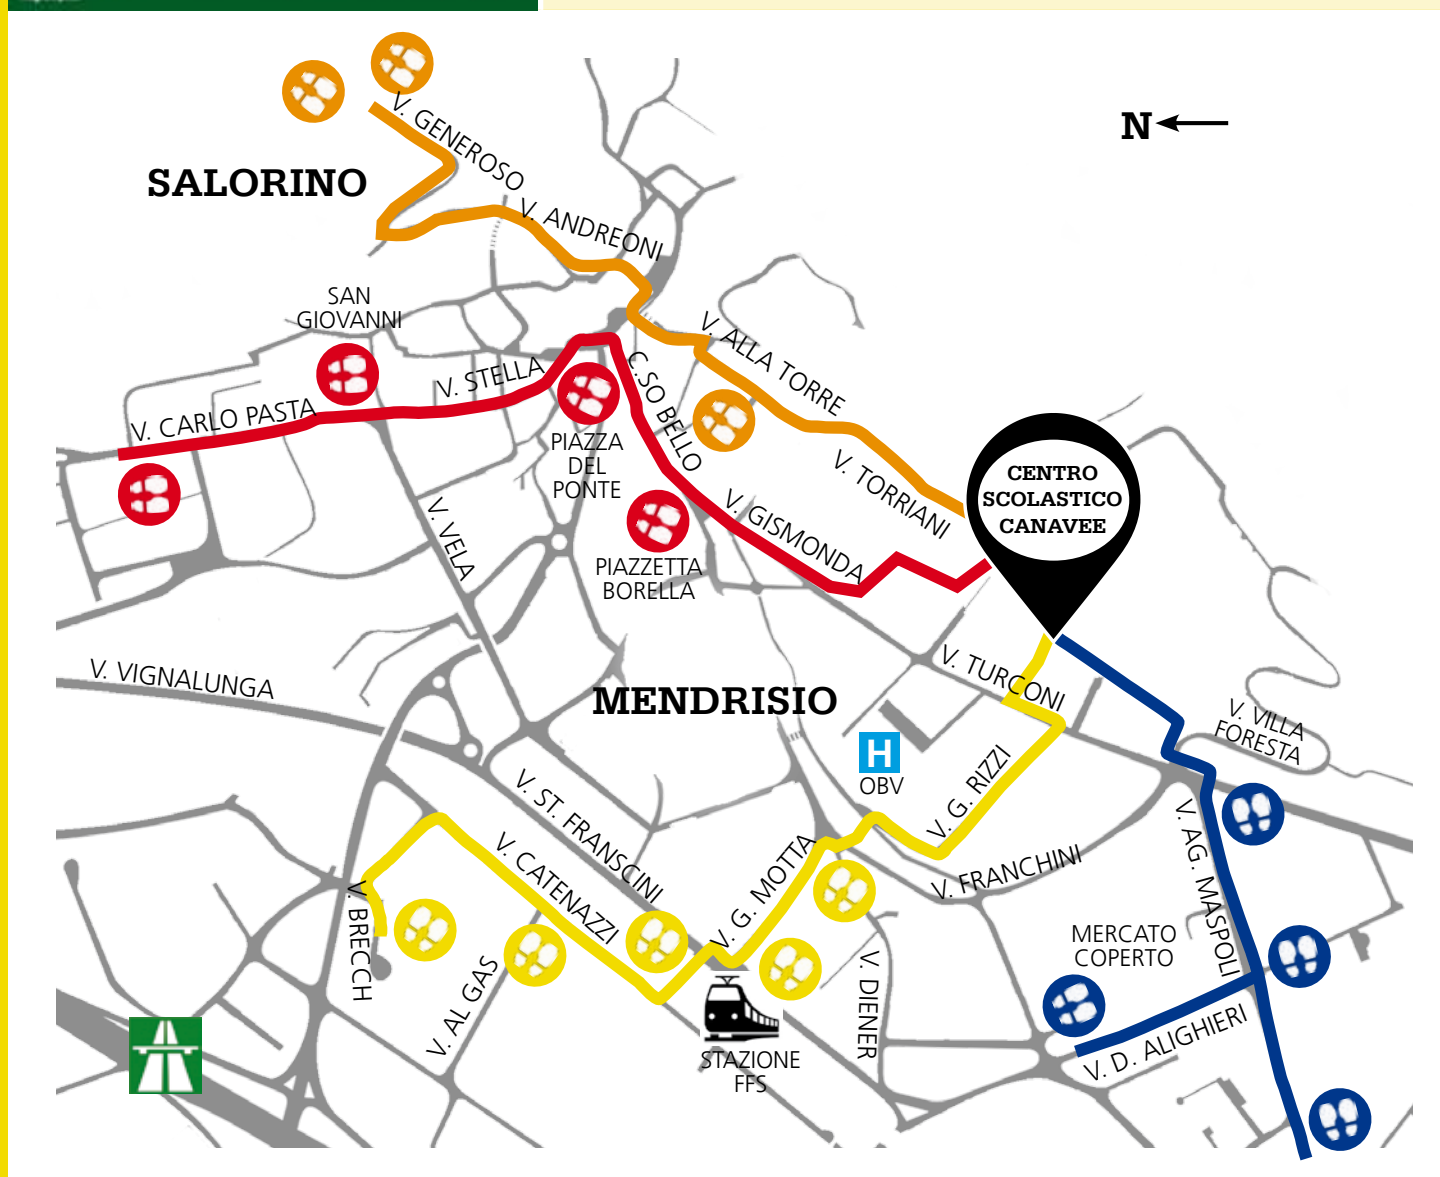 V. GENEROSO
N
SALORINO
V. ANDREONI
SAN
GIOVANNI
V. ALLA TORRE
V. STELLA
C.SO BELLO
V. CARLO PASTA
PIAZZA
DEL
PONTE
V. TORRIANI
CENTRO
SCOLASTICO
CANAVEE
V. GISMONDA
V. VELA
PIAZZETTA
BORELLA
V. VIGNALUNGA
MENDRISIO
V. TURCONI
V. VILLA
FORESTA
H
OBV
V. G. RIZZI
V. ST. FRANSCINI
V. CATENAZZI
V. G. MOTTA
V. FRANCHINI
V. AG. MASPOLI
V. BRECCH
MERCATO
COPERTO
V. AL GAS
V. DIENER
V. D. ALIGHIERI
STAZIONE
FFS